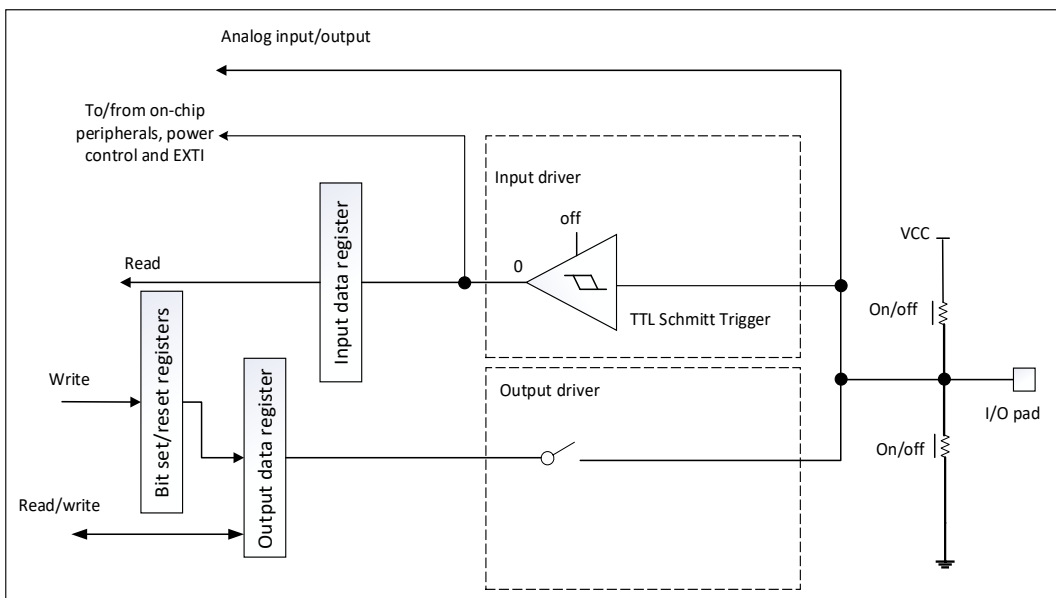 Analog input/output
To/from on-chip
peripherals, power
control and EXTI
Input driver
off
VCC
Read
0
Input data register
On/off
TTL Schmitt Trigger
Bit set/reset registers
Write
Output data register
Output driver
I/O pad
On/off
Read/write